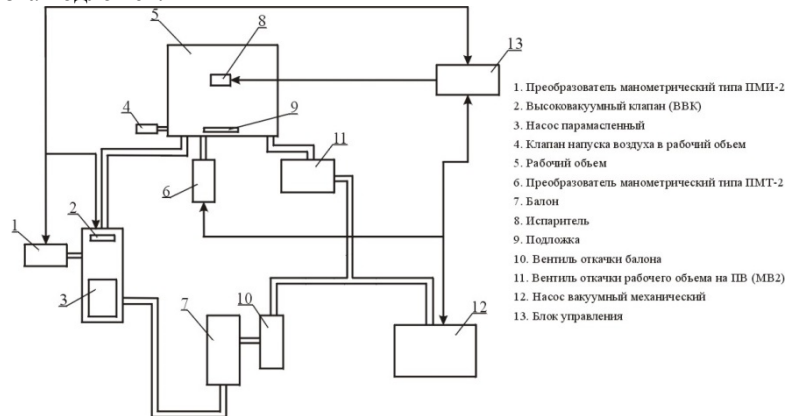 5
8
13
4
9
11
6
2
1
3
7
10
12
1. Преобразователь манометрический типа ПМИ-2
2. Высоковакуумный клапан (ВВК)
3. Насос парамасленный
4. Клапан напуска воздуха в рабочий обьем
5. Рабочий обьем
6. Преобразователь манометрический типа ПМТ-2
7. Балон
8. Испаритель
9. Подложка
10. Вентиль откачки балона
11. Вентиль откачки рабочего обьема на ПВ (МВ2)
12. Насос вакуумный механический
13. Блок управления